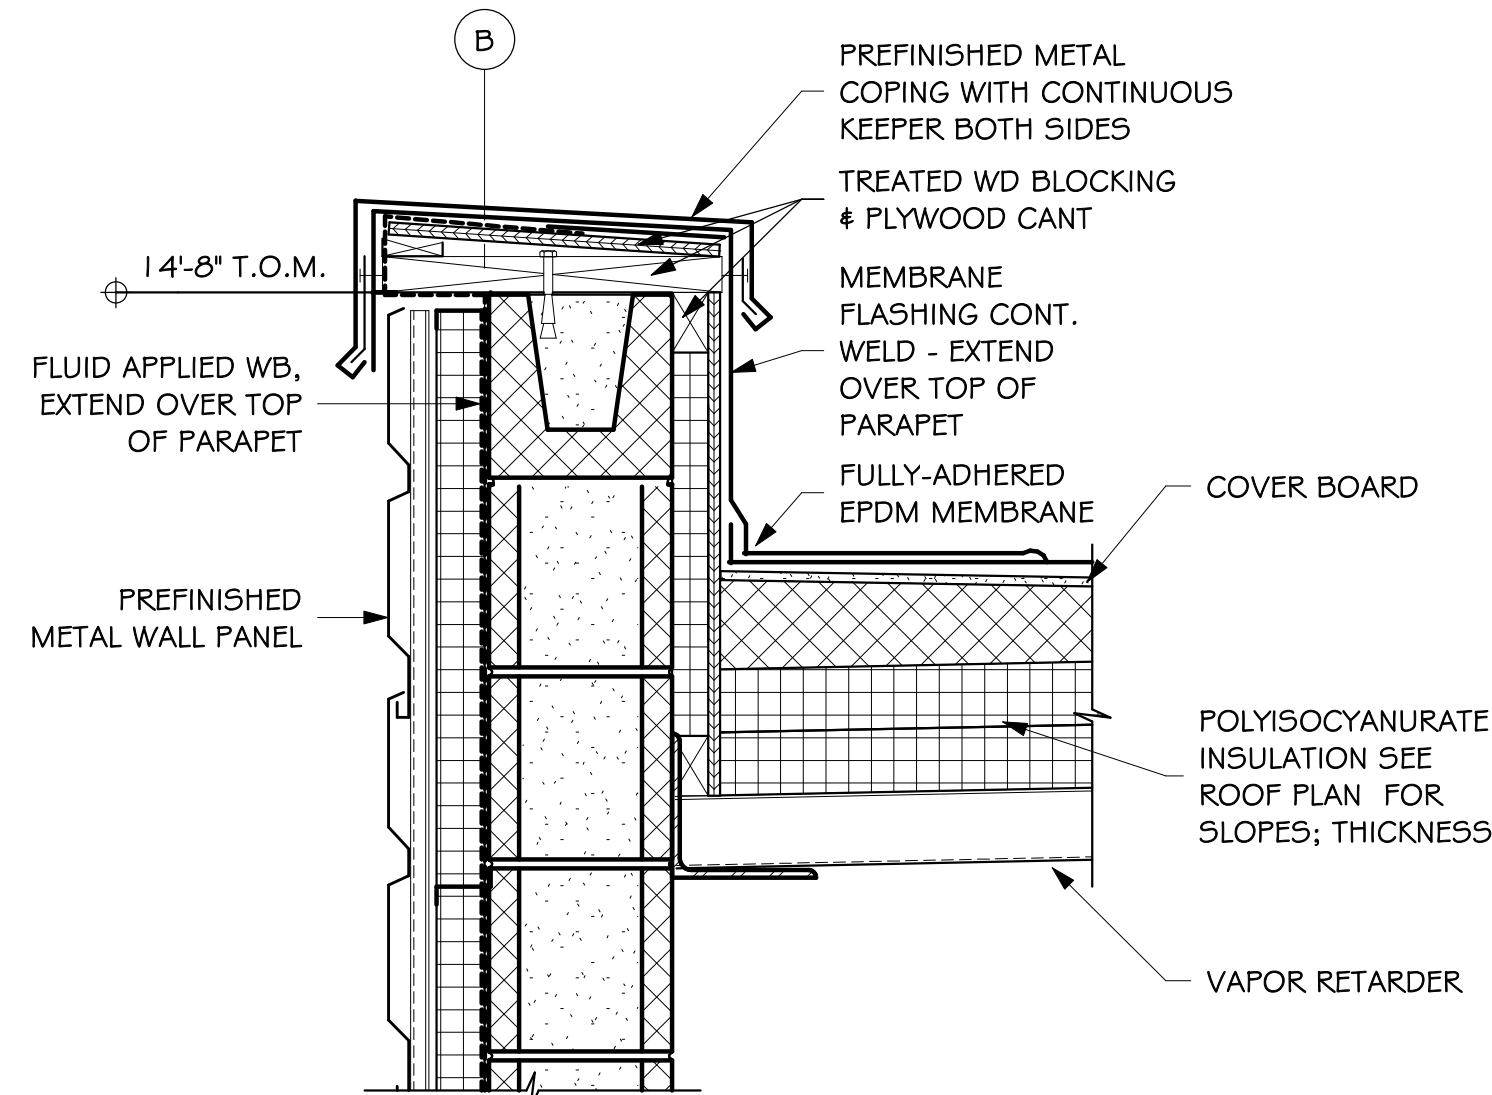 B
PREFINISHED METAL
COPING WITH CONTINUOUS
KEEPER BOTH SIDES
TREATED WD BLOCKING
& PLYWOOD CANT
14'-8" T.O.M.
MEMBRANE
FLASHING CONT.
WELD - EXTEND
OVER TOP OF
PARAPET
FLUID APPLIED WB,
EXTEND OVER TOP
OF PARAPET
FULLY-ADHERED
EPDM MEMBRANE
COVER BOARD
PREFINISHED
METAL WALL PANEL
POLYISOCYANURATE
INSULATION SEE
ROOF PLAN FOR
SLOPES; THICKNESS
VAPOR RETARDER